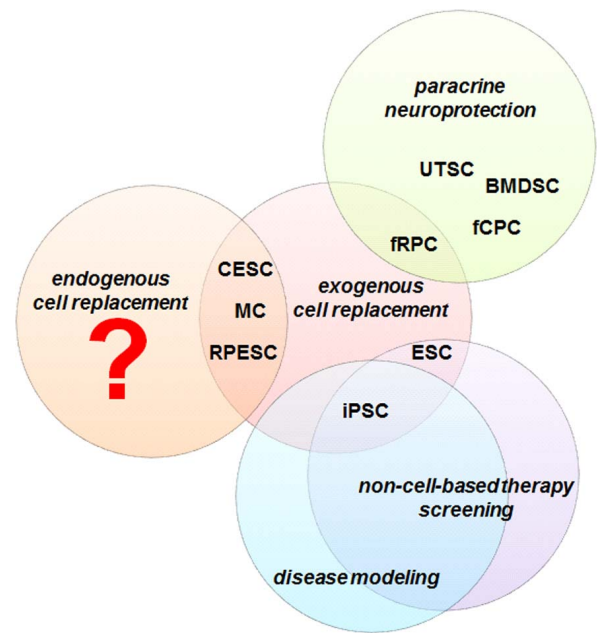 paracrine
neuroprotection
UTSC
BMDSC
fCPC
fRPC
endogenous
cell replacement
?
CESC
MC
RPESC
exogenous
cell replacement
ESC
iPSC
non-cell-based therapy
screening
disease modeling